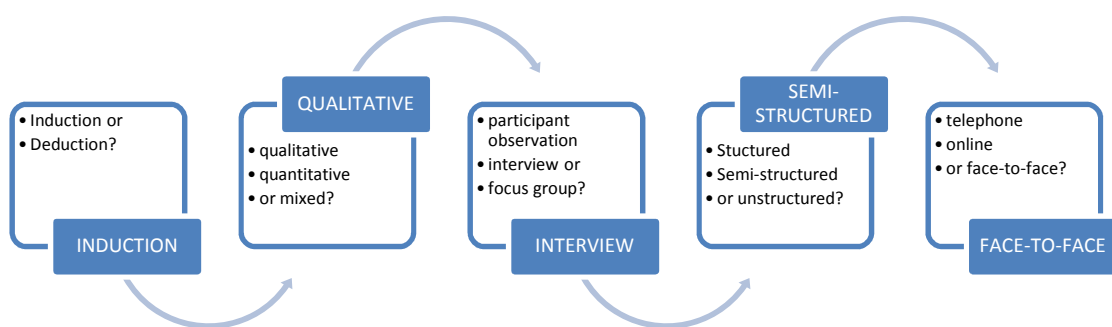 • Induction or
• Deduction?
INDUCTION
QUALITATIVE
• qualitative
• quantitative
• or mixed?
• participant
observation
• interview or
• focus group?
INTERVIEW
SEMI-
STRUCTURED
• Stuctured
• Semi-structured
• or unstructured?
• telephone
• online
• or face-to-face?
FACE-TO-FACE